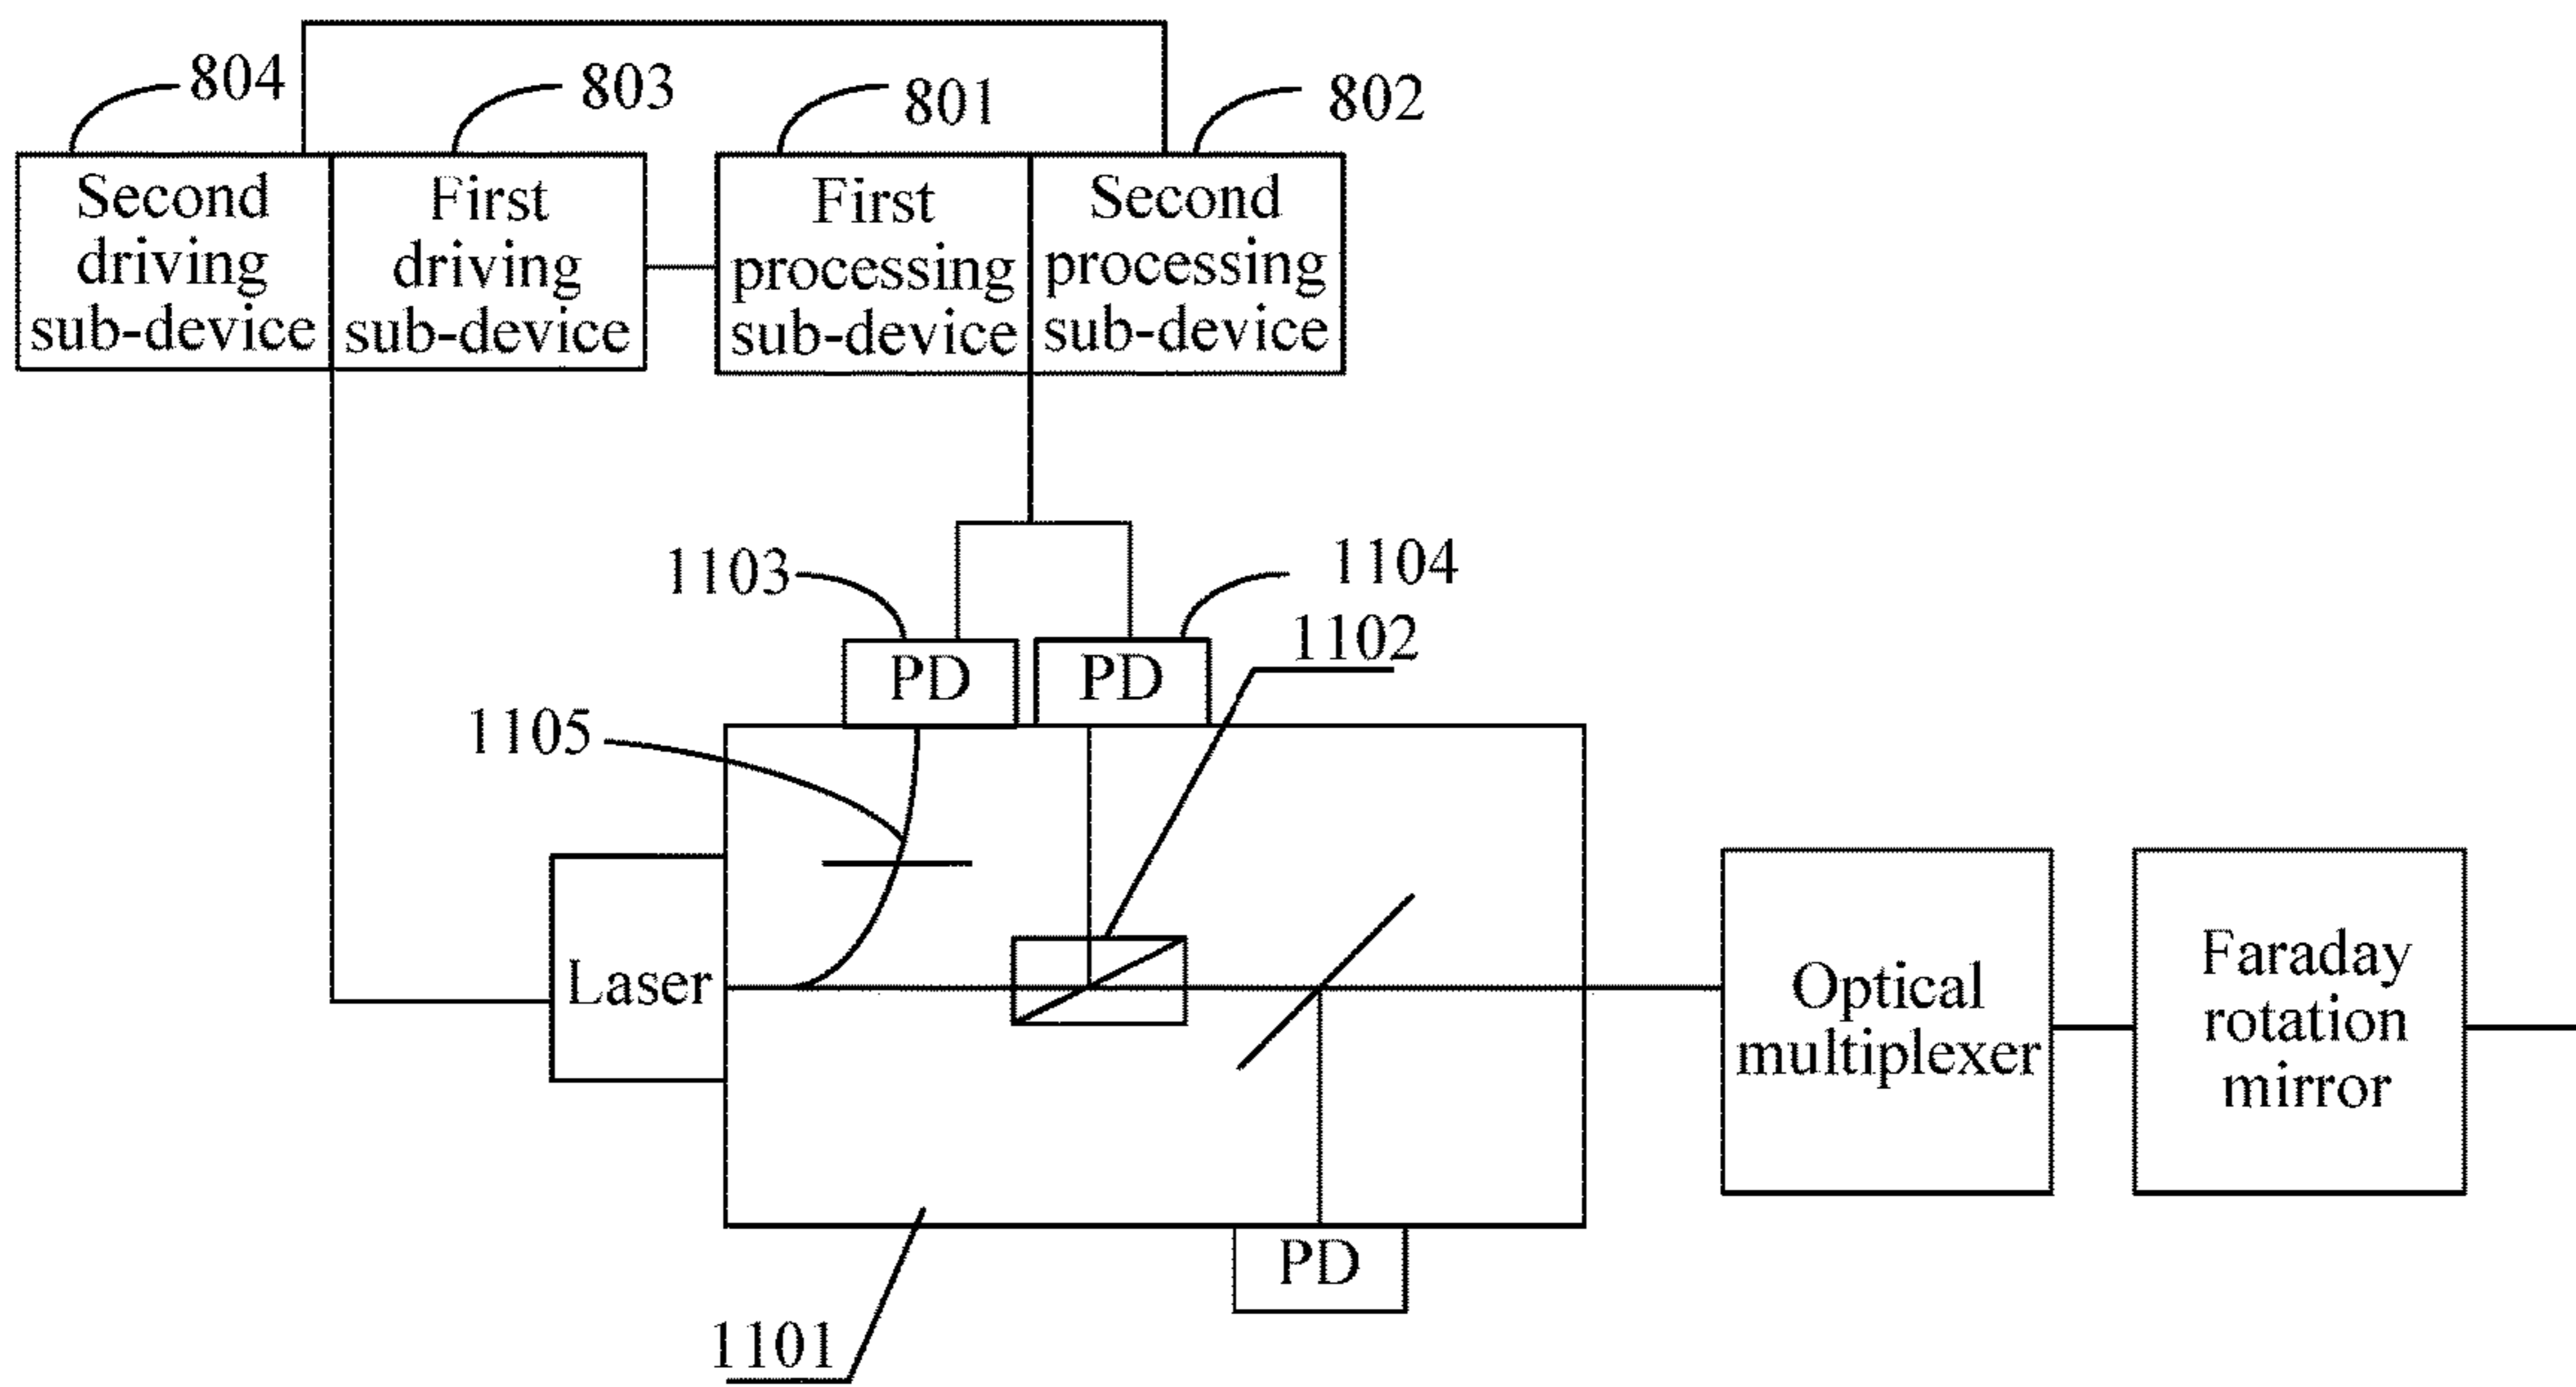 804
803
801
802
Second
driving
sub-device
First
driving
sub-device
First
processing
sub-device
Second
processing
sub-device
1103
1104
1102
PD
PD
1105
Laser
Optical
multiplexer
Faraday
rotation
mirror
PD
1101